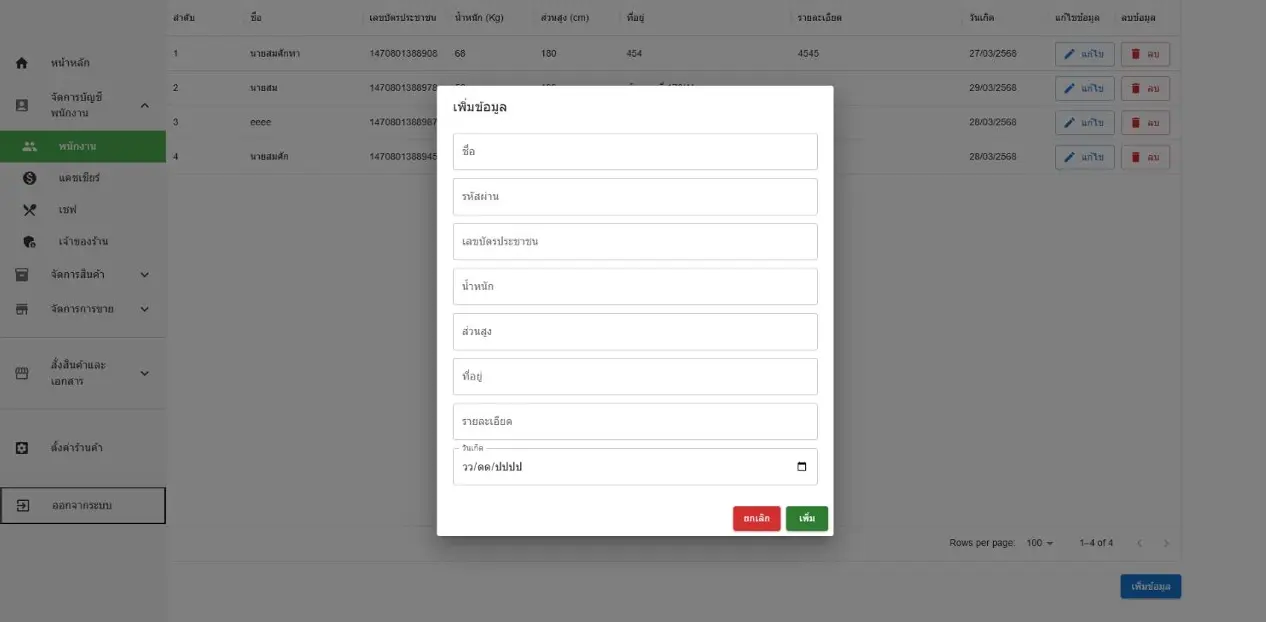 ลำดับ ชื่อ เลขบัตรประชาชน น้ำหนัก (Kg) ส่วนสูง (cm) ที่อยู่ รายละเอียด วันเกิด แก้ไขข้อมูล ลบข้อมูล
1 นายสมศักหา 1470801388908 68 180 454 4545 27/03/2568 แก้ไข ลบ
2 นายสม 1470801388978 29/03/2568 แก้ไข ลบ
3 eeee 1470801388987 28/03/2568 แก้ไข ลบ
4 นายสมศัก 1470801388945 28/03/2568 แก้ไข ลบ
หน้าหลัก
จัดการบัญชี
พนักงาน
พนักงาน
แคชเชียร์
เชฟ
เจ้าของร้าน
จัดการสินค้า
จัดการการขาย
สั่งสินค้าและ
เอกสาร
ตั้งค่าร้านค้า
ออกจากระบบ
เพิ่มข้อมูล
ชื่อ
รหัสผ่าน
เลขบัตรประชาชน
น้ำหนัก
ส่วนสูง
ที่อยู่
รายละเอียด
วันเกิด
วว/ดด/ปปปป
ยกเลิก เพิ่ม
Rows per page: 100 1–4 of 4
เพิ่มข้อมูล